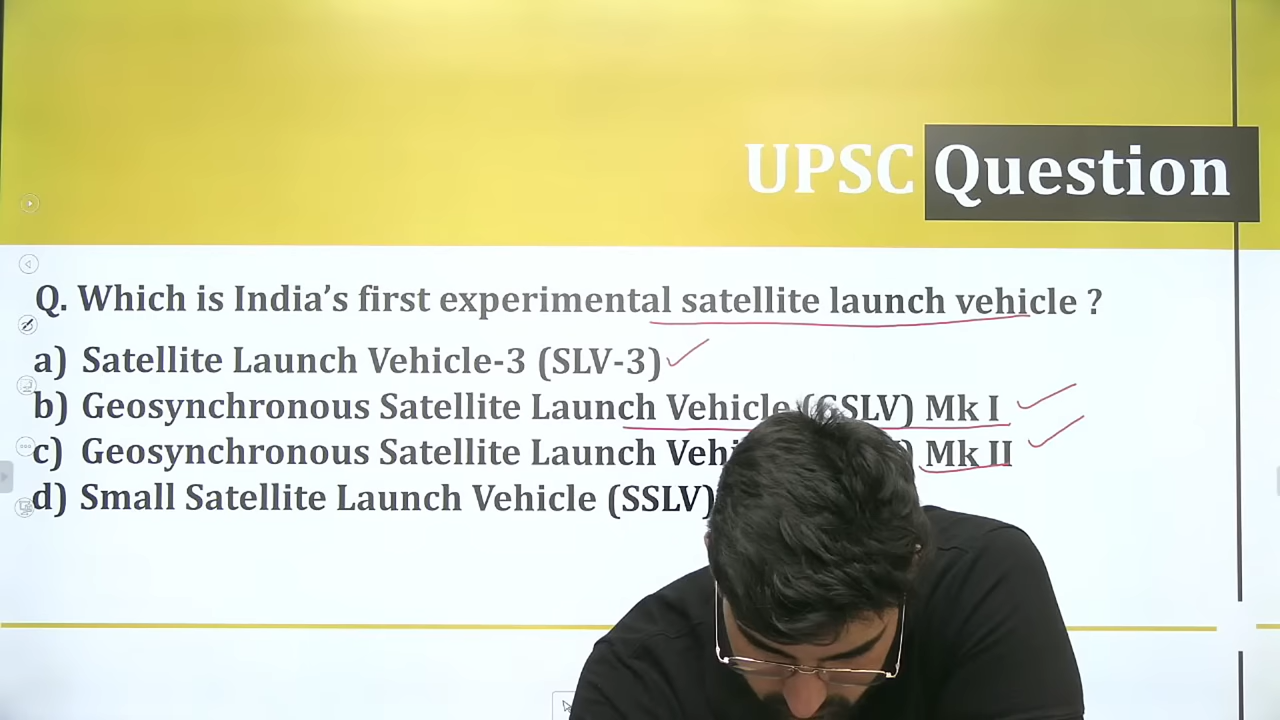 UPSC Question
Q. Which is India’s first experimental satellite launch vehicle ?
a) Satellite Launch Vehicle-3 (SLV-3)
b) Geosynchronous Satellite Launch Vehicle (GSLV) Mk I
c) Geosynchronous Satellite Launch Mk II
d) Small Satellite Launch Vehicle (SSLV)